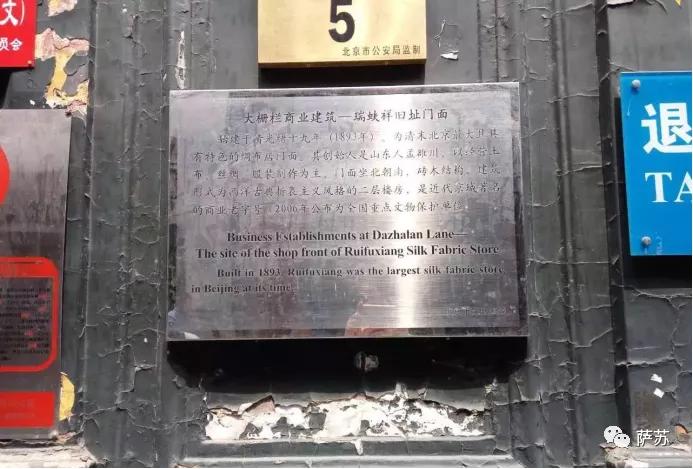 文）
员会
5
北京市公安局监制
大栅栏商业建筑—瑞蚨祥旧址门面
始建于清光绪十九年（1893年），为清末北京最大且具
有特色的绸布店门面。其创始人是山东人孟雒川，以经营土
布、丝绸、服装制作为主。门面坐北朝南，砖木结构，建筑
形式为西洋古典折衷主义风格的二层楼房，是近代京城著名
的商业老字号。2006年公布为全国重点文物保护单位。
Business Establishments at Dazhalan Lane—
The site of the shop front of Ruifuxiang Silk Fabric Store
Built in 1893, Ruifuxiang was the largest silk fabric store
in Beijing at its time.
退
TA
萨苏